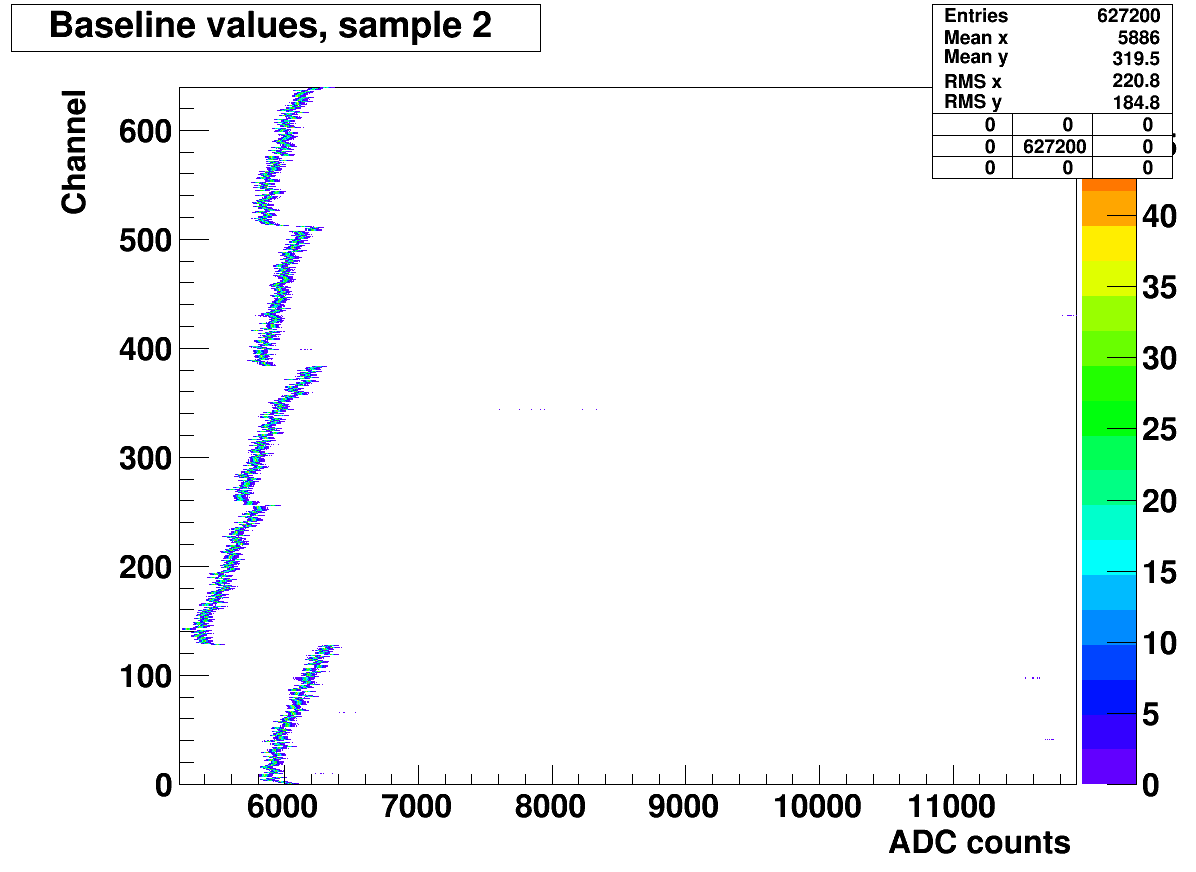 Baseline values, sample 2
Entries 627200
Mean x 5886
Mean y 319.5
RMS x 220.8
RMS y 184.8
0 0 0
0 627200 0
0 0 0
Channel
600
500
400
300
200
100
0
6000 7000 8000 9000 10000 11000
ADC counts
40
35
30
25
20
15
10
5
0